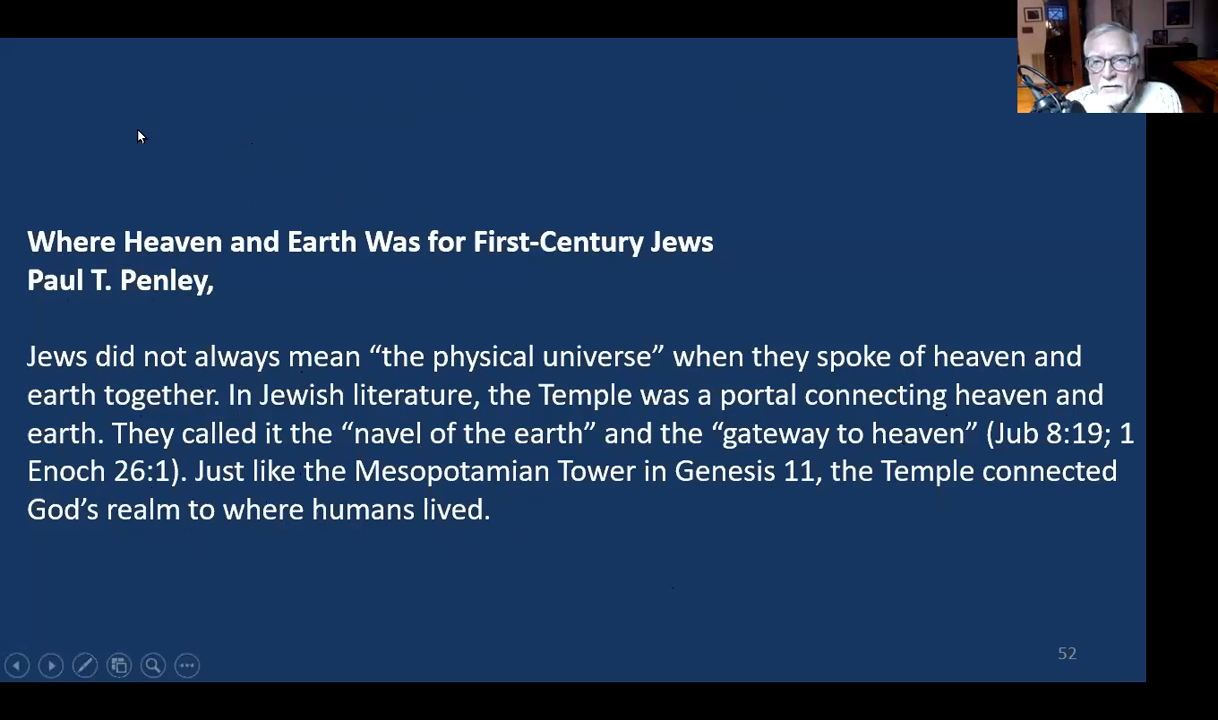 Where Heaven and Earth Was for First-Century Jews
Paul T. Penley,
Jews did not always mean “the physical universe” when they spoke of heaven and
earth together. In Jewish literature, the Temple was a portal connecting heaven and
earth. They called it the “navel of the earth” and the “gateway to heaven” (Jub 8:19; 1
Enoch 26:1). Just like the Mesopotamian Tower in Genesis 11, the Temple connected
God’s realm to where humans lived.
52